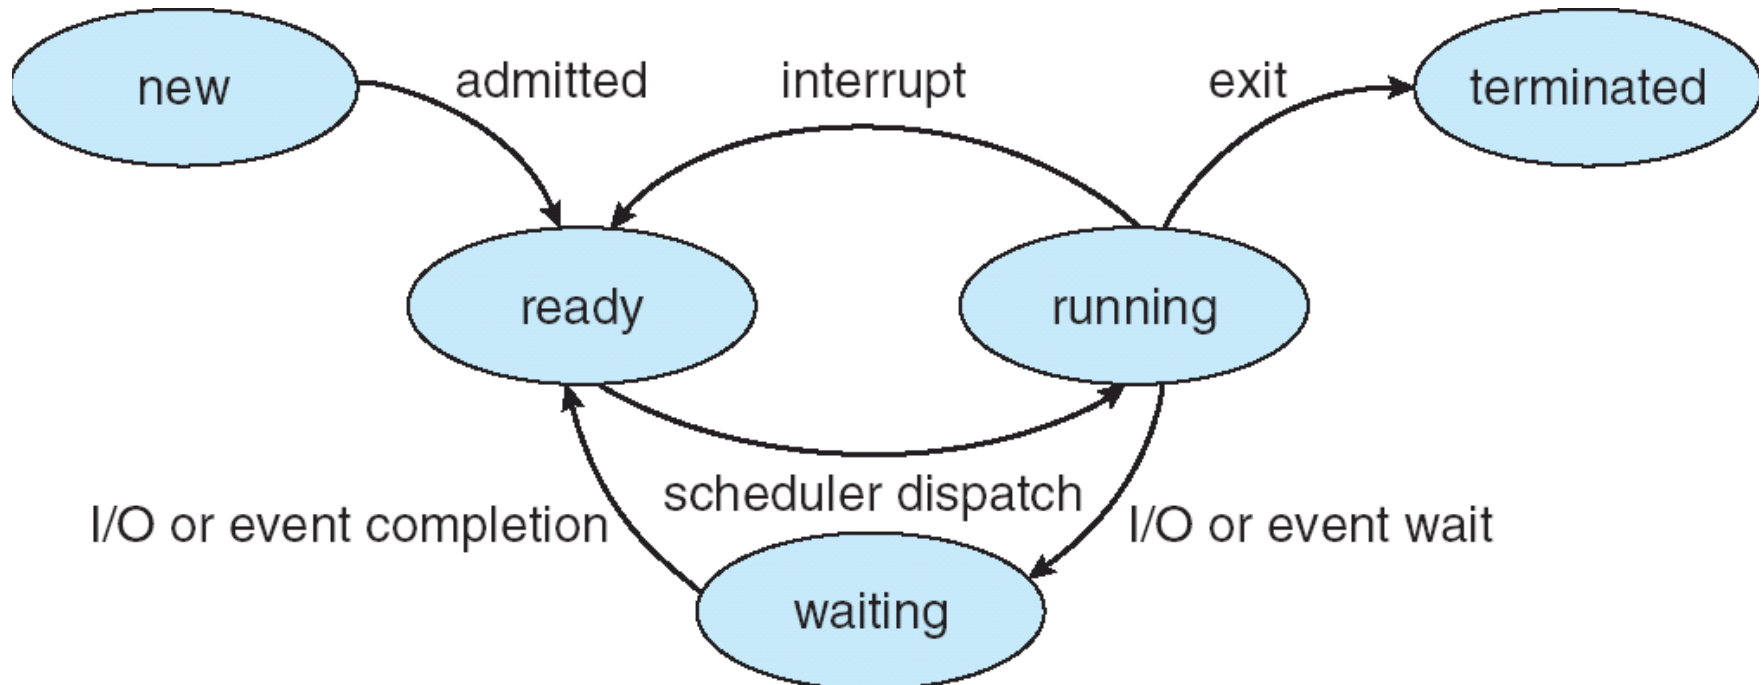 new
admitted
interrupt
exit
terminated
ready
running
scheduler dispatch
I/O or event completion
I/O or event wait
waiting